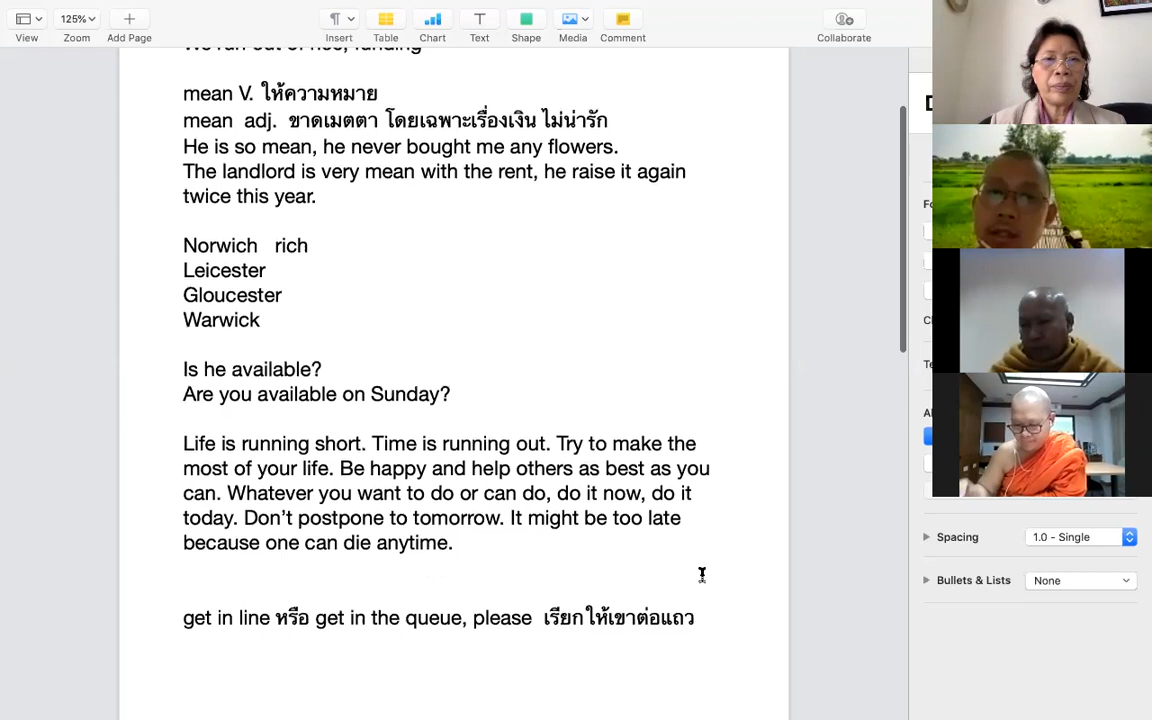 View
125%
Zoom
Add Page
Insert
Table
Chart
Text
Shape
Media
Comment
Collaborate
mean V. ให้ความหมาย
mean adj. ขาดเมตตา โดยเฉพาะเรื่องเงิน ไม่น่ารัก
He is so mean, he never bought me any flowers.
The landlord is very mean with the rent, he raise it again
twice this year.
Norwich rich
Leicester
Gloucester
Warwick
Is he available?
Are you available on Sunday?
Life is running short. Time is running out. Try to make the
most of your life. Be happy and help others as best as you
can. Whatever you want to do or can do, do it now, do it
today. Don’t postpone to tomorrow. It might be too late
because one can die anytime.
get in line หรือ get in the queue, please เรียกให้เขาต่อแถว
Spacing
1.0 - Single
Bullets & Lists
None